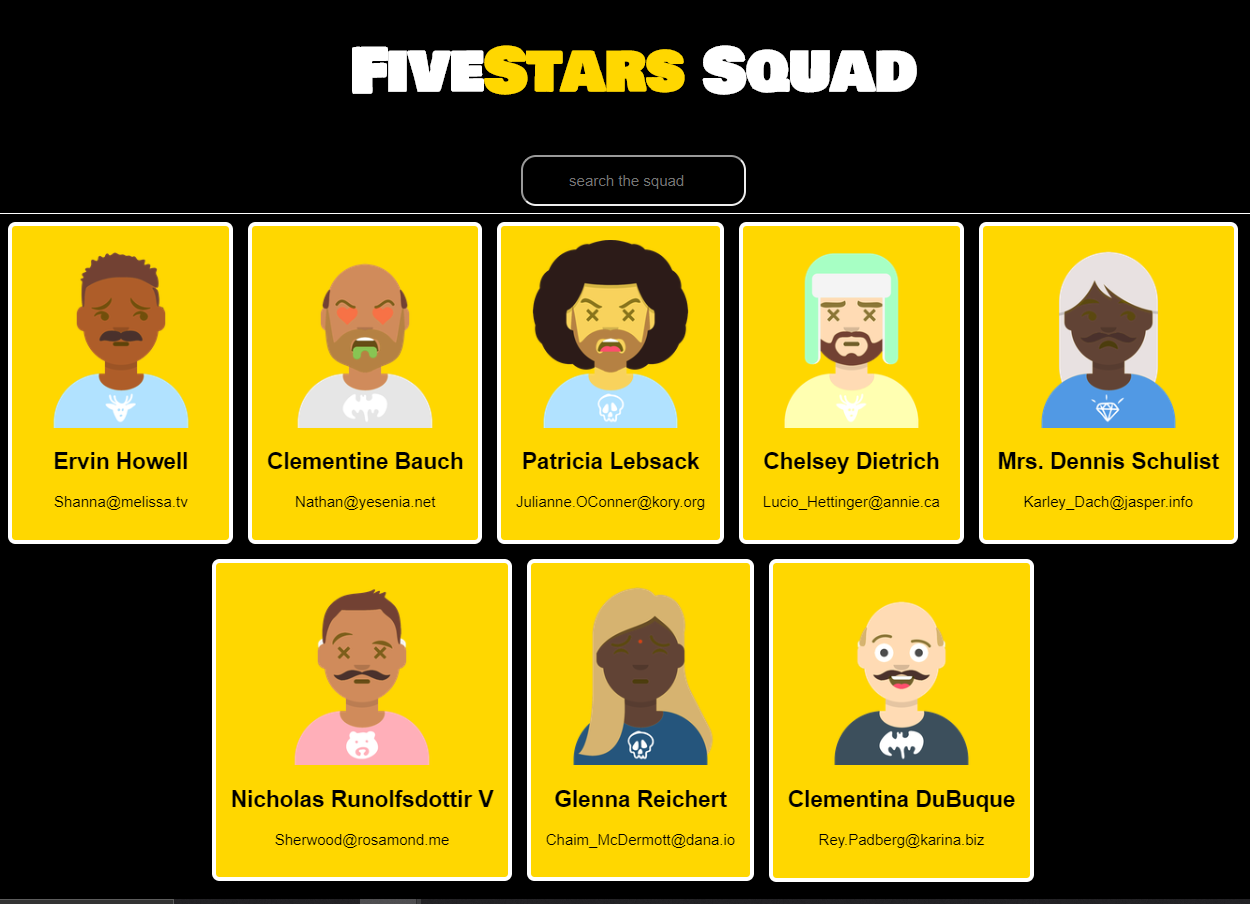 FiveStars Squad
search the squad
Ervin Howell
Shanna@melissa.tv
Clementine Bauch
Nathan@yesenia.net
Patricia Lebsack
Julianne.OConner@kory.org
Chelsey Dietrich
Lucio_Hettinger@annie.ca
Mrs. Dennis Schulist
Karley_Dach@jasper.info
Nicholas Runolfsdottir V
Sherwood@rosamond.me
Glenna Reichert
Chaim_McDermott@dana.io
Clementina DuBuque
Rey.Padberg@karina.biz